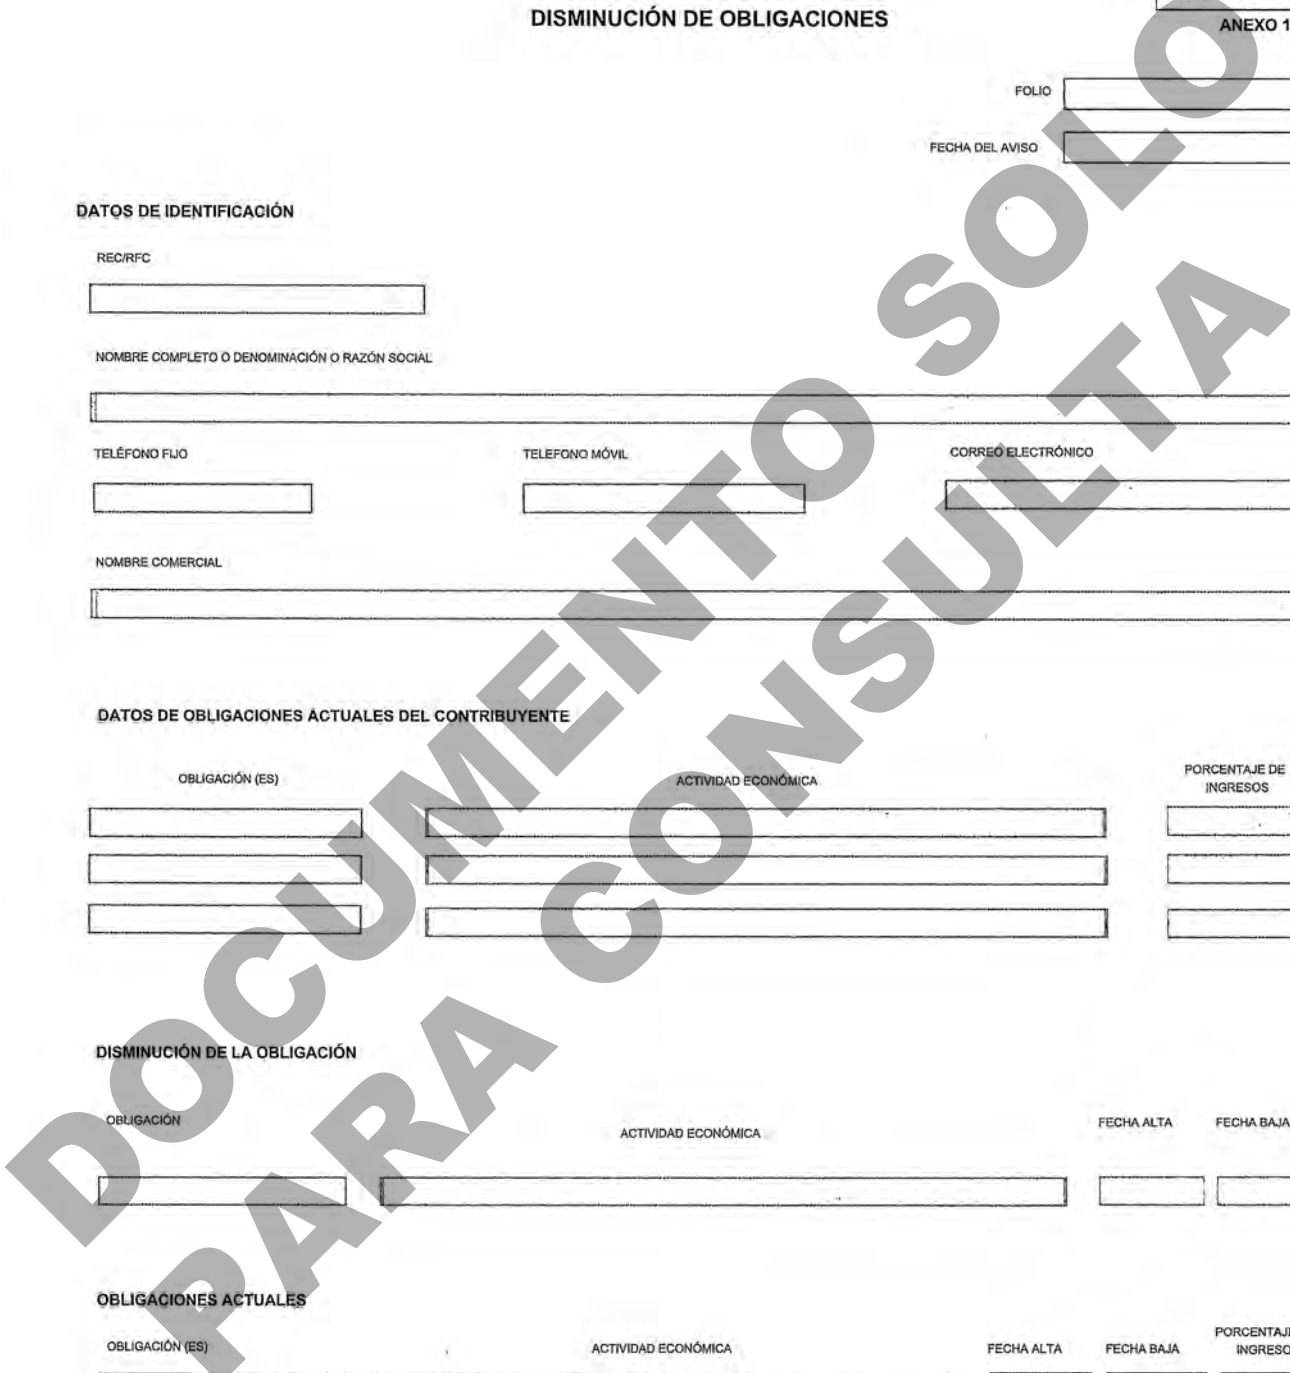 DISMINUCIÓN DE OBLIGACIONES
ANEXO 1
FOLIO
FECHA DEL AVISO
DATOS DE IDENTIFICACIÓN
REC/RFC
NOMBRE COMPLETO O DENOMINACIÓN O RAZÓN SOCIAL
TELÉFONO FIJO TELEFONO MÓVIL CORREO ELECTRÓNICO
NOMBRE COMERCIAL
DATOS DE OBLIGACIONES ACTUALES DEL CONTRIBUYENTE
OBLIGACIÓN (ES) ACTIVIDAD ECONÓMICA PORCENTAJE DE
INGRESOS
DISMINUCIÓN DE LA OBLIGACIÓN
OBLIGACIÓN ACTIVIDAD ECONÓMICA FECHA ALTA FECHA BAJA
OBLIGACIONES ACTUALES
OBLIGACIÓN (ES) ACTIVIDAD ECONÓMICA FECHA ALTA FECHA BAJA
DOCUMENTO SOLO
PARA CONSULTA